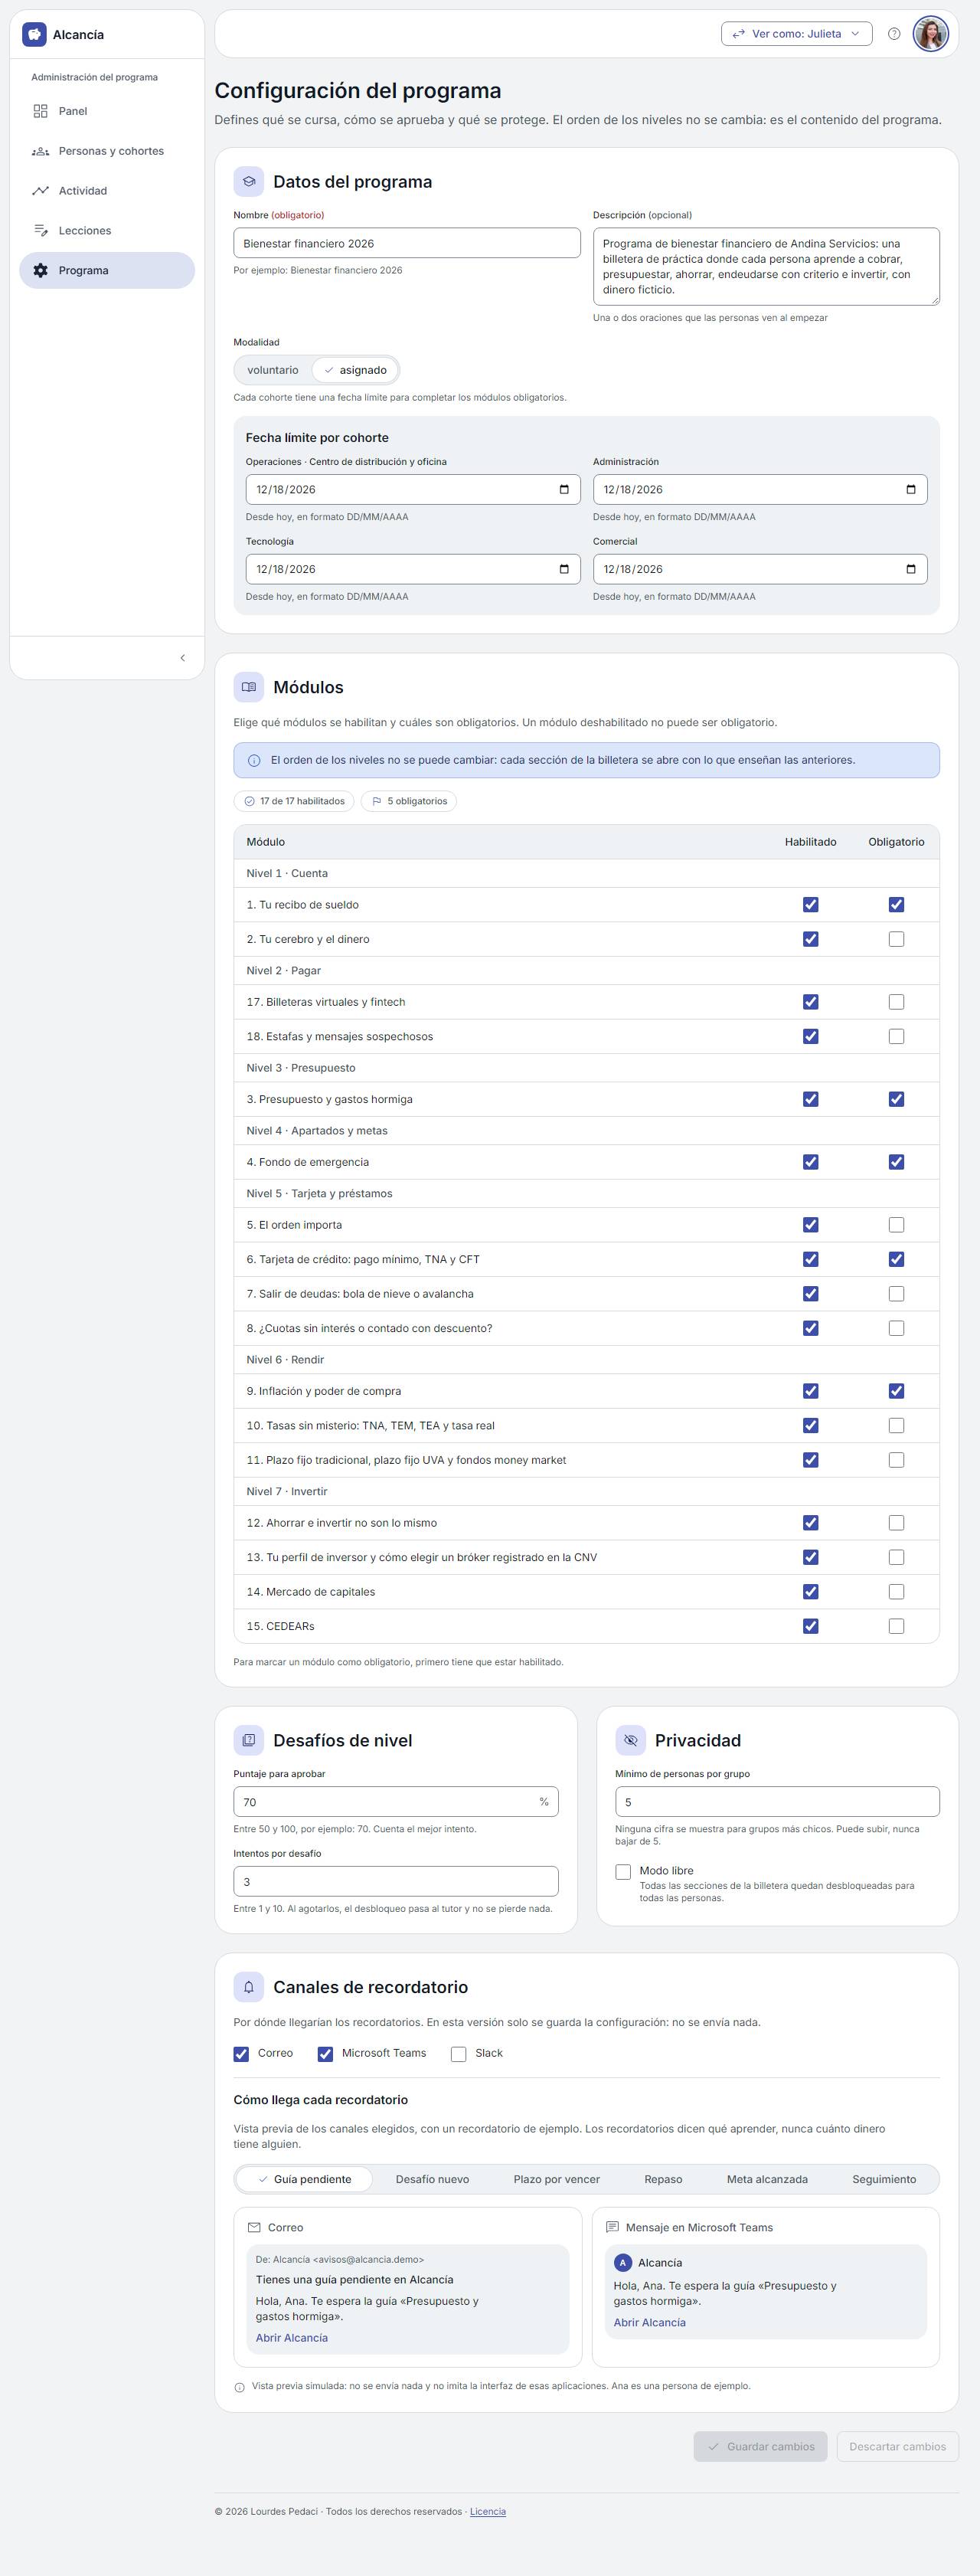 Alcancía
Ver como: Julieta
Administración del programa
Panel
Personas y cohortes
Actividad
Lecciones
Programa
Configuración del programa
Defines qué se cursa, cómo se aprueba y qué se protege. El orden de los niveles no se cambia: es el contenido del programa.
Datos del programa
Nombre (obligatorio)
Bienestar financiero 2026
Por ejemplo: Bienestar financiero 2026
Descripción (opcional)
Programa de bienestar financiero de Andina Servicios: una
billetera de práctica donde cada persona aprende a cobrar,
presupuestar, ahorrar, endeudarse con criterio e invertir, con
dinero ficticio.
Una o dos oraciones que las personas ven al empezar
Modalidad
voluntario
asignado
Cada cohorte tiene una fecha límite para completar los módulos obligatorios.
Fecha límite por cohorte
Operaciones · Centro de distribución y oficina
12/18/2026
Desde hoy, en formato DD/MM/AAAA
Administración
12/18/2026
Desde hoy, en formato DD/MM/AAAA
Tecnología
12/18/2026
Desde hoy, en formato DD/MM/AAAA
Comercial
12/18/2026
Desde hoy, en formato DD/MM/AAAA
Módulos
Elige qué módulos se habilitan y cuáles son obligatorios. Un módulo deshabilitado no puede ser obligatorio.
El orden de los niveles no se puede cambiar: cada sección de la billetera se abre con lo que enseñan las anteriores.
17 de 17 habilitados
5 obligatorios
Módulo Habilitado Obligatorio
Nivel 1 · Cuenta
1. Tu recibo de sueldo
2. Tu cerebro y el dinero
Nivel 2 · Pagar
17. Billeteras virtuales y fintech
18. Estafas y mensajes sospechosos
Nivel 3 · Presupuesto
3. Presupuesto y gastos hormiga
Nivel 4 · Apartados y metas
4. Fondo de emergencia
Nivel 5 · Tarjeta y préstamos
5. El orden importa
6. Tarjeta de crédito: pago mínimo, TNA y CFT
7. Salir de deudas: bola de nieve o avalancha
8. ¿Cuotas sin interés o contado con descuento?
Nivel 6 · Rendir
9. Inflación y poder de compra
10. Tasas sin misterio: TNA, TEM, TEA y tasa real
11. Plazo fijo tradicional, plazo fijo UVA y fondos money market
Nivel 7 · Invertir
12. Ahorrar e invertir no son lo mismo
13. Tu perfil de inversor y cómo elegir un bróker registrado en la CNV
14. Mercado de capitales
15. CEDEARs
Para marcar un módulo como obligatorio, primero tiene que estar habilitado.
Desafíos de nivel
Puntaje para aprobar
70 %
Entre 50 y 100, por ejemplo: 70. Cuenta el mejor intento.
Intentos por desafío
3
Entre 1 y 10. Al agotarlos, el desbloqueo pasa al tutor y no se pierde nada.
Privacidad
Mínimo de personas por grupo
5
Ninguna cifra se muestra para grupos más chicos. Puede subir, nunca
bajar de 5.
Modo libre
Todas las secciones de la billetera quedan desbloqueadas para
todas las personas.
Canales de recordatorio
Por dónde llegarían los recordatorios. En esta versión solo se guarda la configuración: no se envía nada.
Correo
Microsoft Teams
Slack
Cómo llega cada recordatorio
Vista previa de los canales elegidos, con un recordatorio de ejemplo. Los recordatorios dicen qué aprender, nunca cuánto dinero
tiene alguien.
Guía pendiente
Desafío nuevo
Plazo por vencer
Repaso
Meta alcanzada
Seguimiento
Correo
De: Alcancía <avisos@alcancia.demo>
Tienes una guía pendiente en Alcancía
Hola, Ana. Te espera la guía «Presupuesto y
gastos hormiga».
Abrir Alcancía
Mensaje en Microsoft Teams
A Alcancía
Hola, Ana. Te espera la guía «Presupuesto y
gastos hormiga».
Abrir Alcancía
Vista previa simulada: no se envía nada y no imita la interfaz de esas aplicaciones. Ana es una persona de ejemplo.
Guardar cambios
Descartar cambios
© 2026 Lourdes Pedaci · Todos los derechos reservados · Licencia